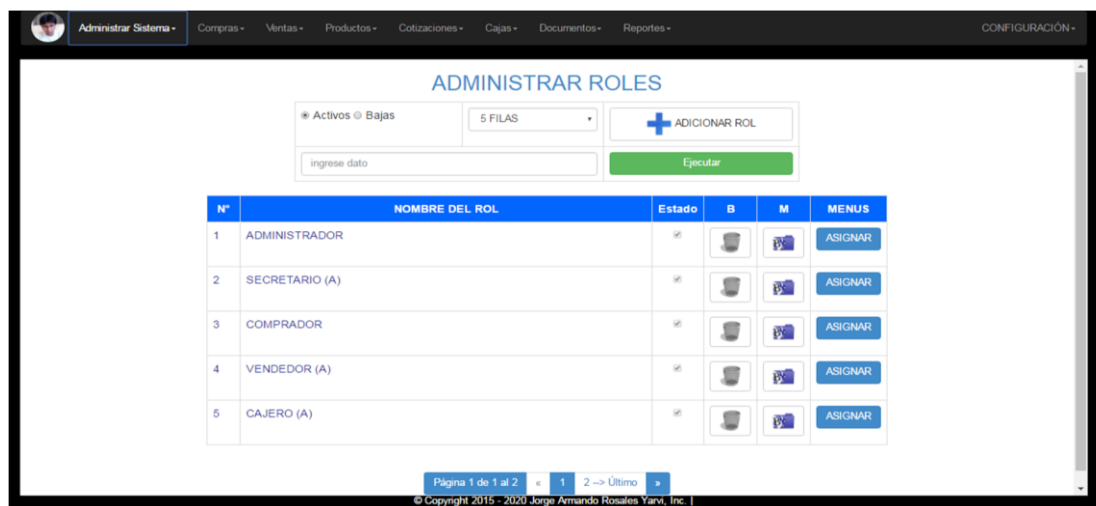 Administrar Sistema Compras Ventas Productos Cotizaciones Cajas Documentos Reportes CONFIGURACIÓN
ADMINISTRAR ROLES
Activos Bajas 5 FILAS ADICIONAR ROL
ingrese dato Ejecutar
N° NOMBRE DEL ROL Estado B M MENUS
1 ADMINISTRADOR ASIGNAR
2 SECRETARIO (A) ASIGNAR
3 COMPRADOR ASIGNAR
4 VENDEDOR (A) ASIGNAR
5 CAJERO (A) ASIGNAR
Página 1 de 1 al 2 « 1 2 --> Último »
© Copyright 2015 - 2020 Jorge Armando Rosales Yarvi, Inc. |